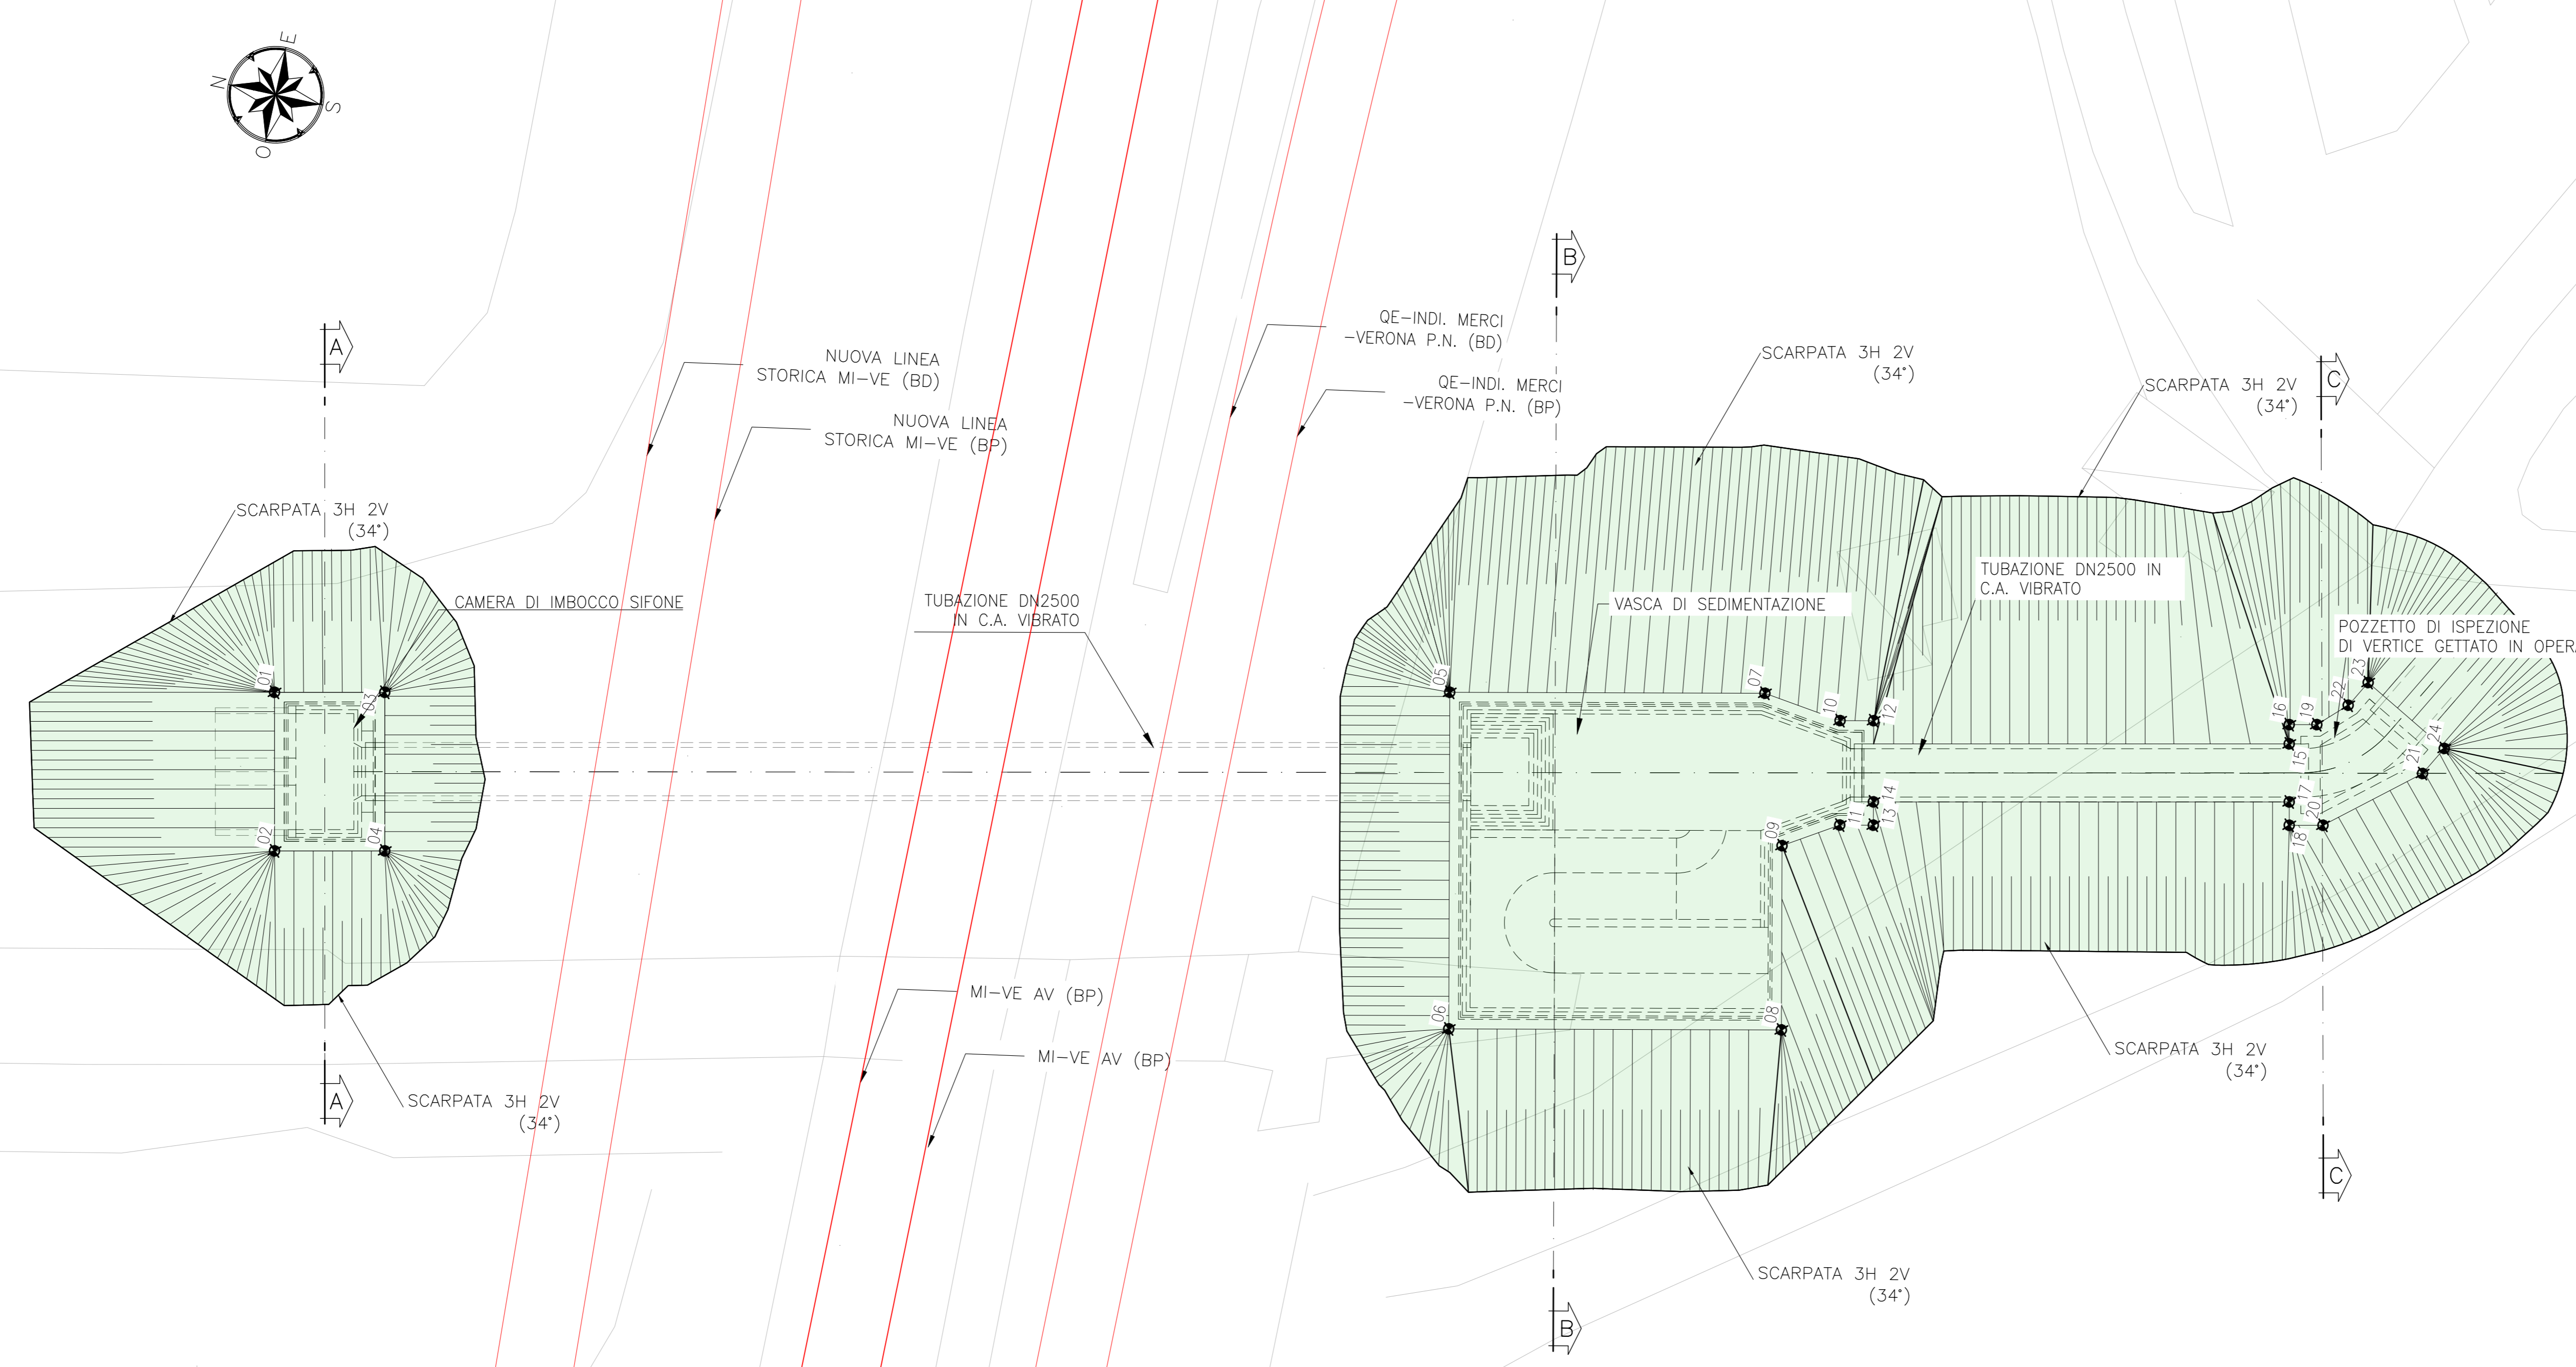 E
N
S
O
B
A
NUOVA LINEA
STORICA MI-VE (BD)
NUOVA LINEA
STORICA MI-VE (BP)
QE-INDI. MERCI
-VERONA P.N. (BD)
QE-INDI. MERCI
-VERONA P.N. (BP)
SCARPATA 3H 2V
(34°)
SCARPATA 3H 2V
(34°)
C
SCARPATA 3H 2V
(34°)
CAMERA DI IMBOCCO SIFONE
TUBAZIONE DN2500
IN C.A. VIBRATO
VASCA DI SEDIMENTAZIONE
TUBAZIONE DN2500 IN
C.A. VIBRATO
POZZETTO DI ISPEZIONE
DI VERTICE GETTATO IN OPER
01
03
02
04
05
07
10
12
16
19
22
23
24
21
15
17
20
18
14
13
11
09
06
08
MI-VE AV (BP)
MI-VE AV (BP)
A
SCARPATA 3H 2V
(34°)
SCARPATA 3H 2V
(34°)
C
SCARPATA 3H 2V
(34°)
B